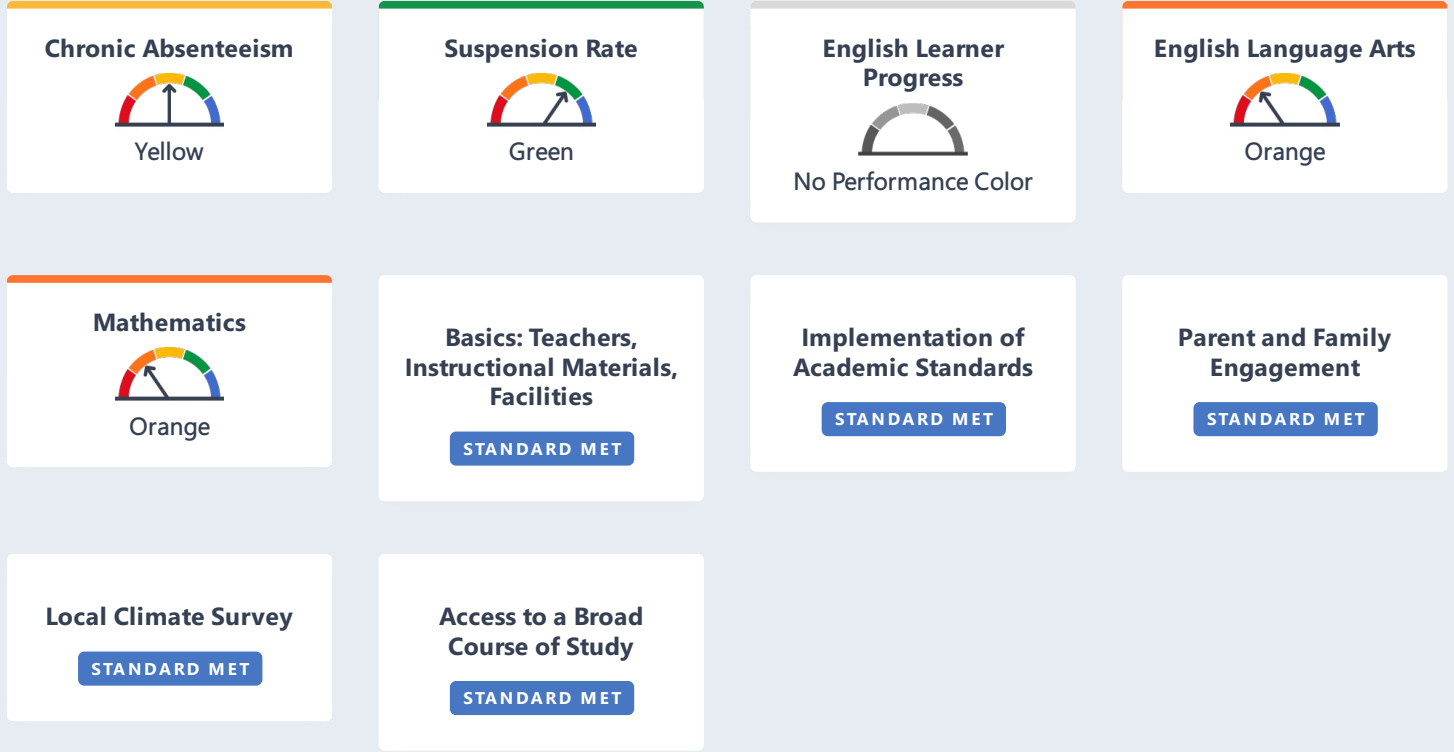 Chronic Absenteeism
Yellow
Suspension Rate
Green
English Learner
Progress
No Performance Color
English Language Arts
Orange
Mathematics
Orange
Basics: Teachers,
Instructional Materials,
Facilities
STANDARD MET
Implementation of
Academic Standards
STANDARD MET
Parent and Family
Engagement
STANDARD MET
Local Climate Survey
STANDARD MET
Access to a Broad
Course of Study
STANDARD MET